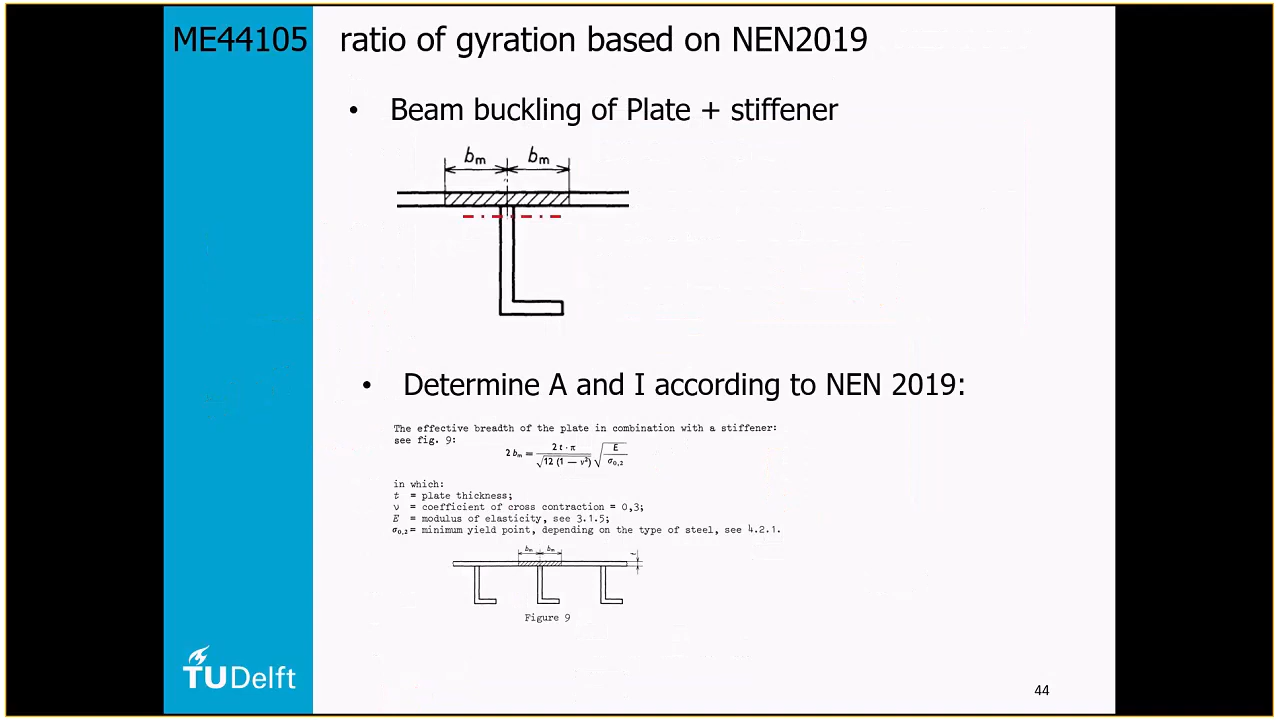 ME44105 ratio of gyration based on NEN2019
• Beam buckling of Plate + stiffener
bm bm
• Determine A and I according to NEN 2019:
The effective breadth of the plate in combination with a stiffener:
see fig. 9:
2 bm = 2 t · π / √12 (1 — ν²) √ E / σ0,2
in which:
t = plate thickness;
ν = coefficient of cross contraction = 0,3;
E = modulus of elasticity, see 3.1.5;
σ0,2 = minimum yield point, depending on the type of steel, see 4.2.1.
bm bm
Figure 9
TUDelft
44